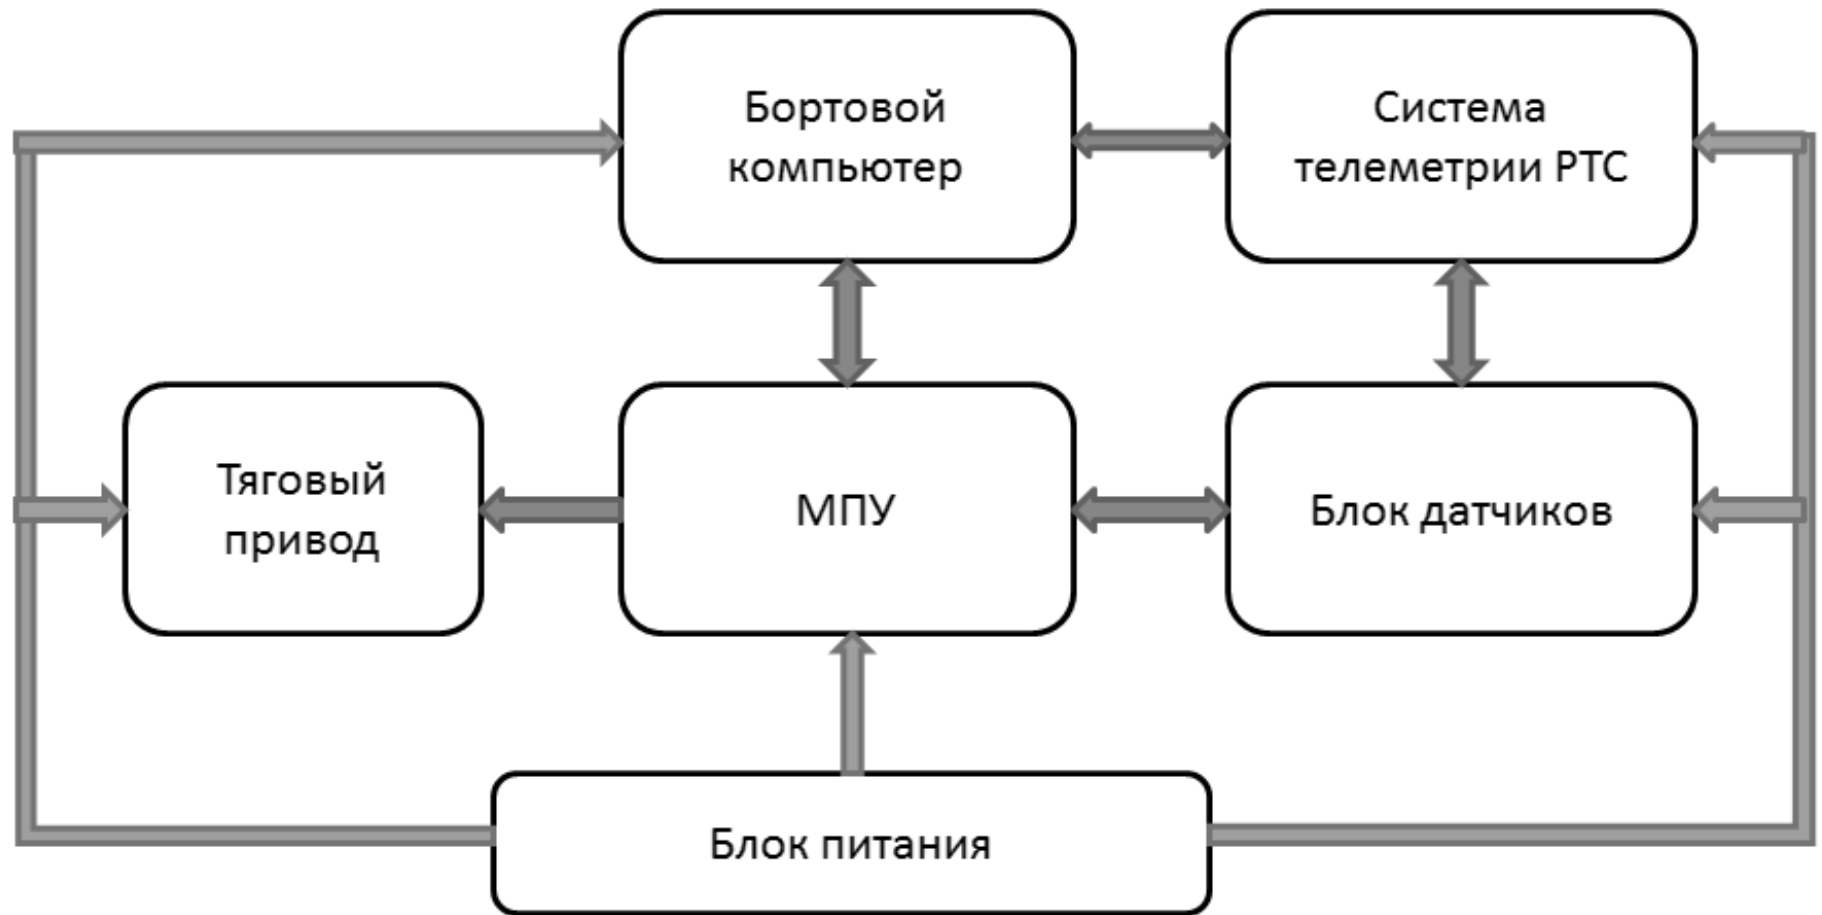 Бортовой
компьютер
Система
телеметрии РТС
Тяговый
привод
МПУ
Блок датчиков
Блок питания